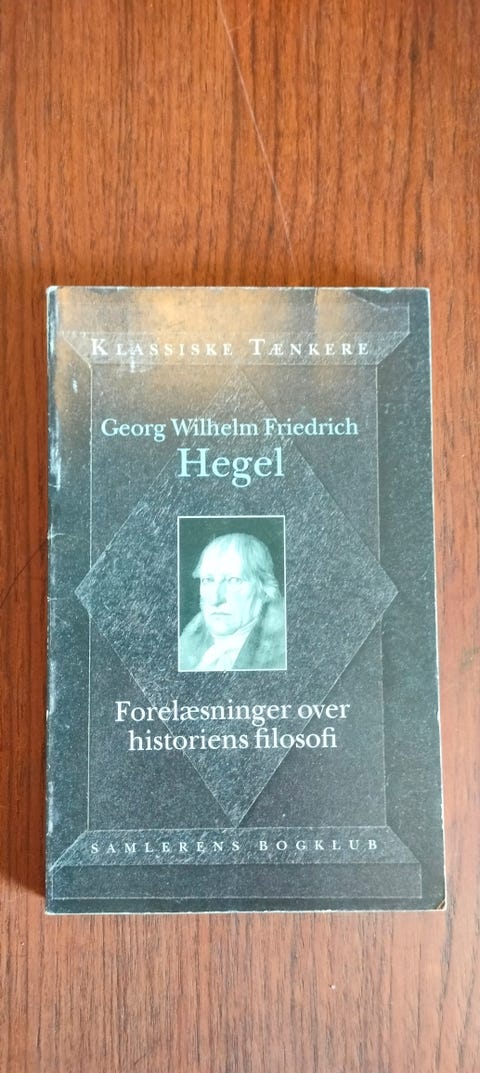 KLASSISKE TÆNKERE
Georg Wilhelm Friedrich
Hegel
Forelæsninger over
historiens filosofi
SAMLERENS BOGKLUB